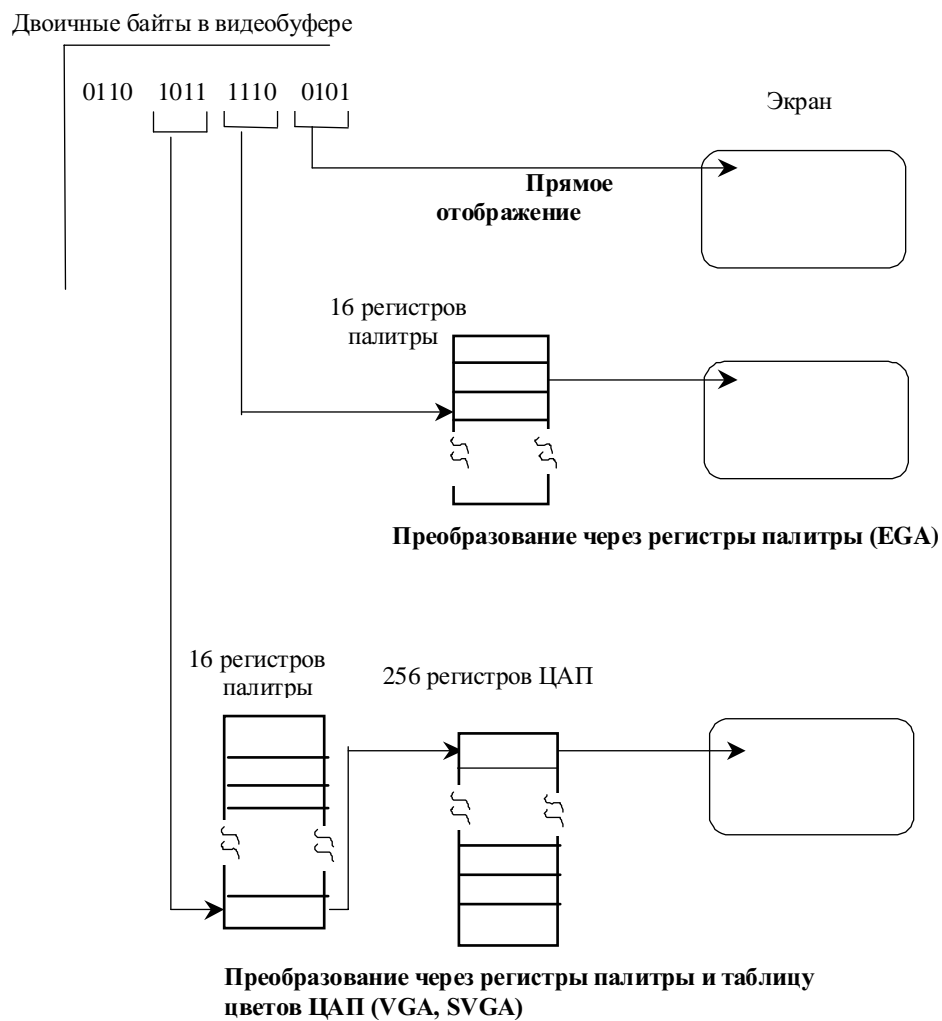 Двоичные байты в видеобуфере
0110 1011 1110 0101
Экран
Прямое
отображение
16 регистров
палитры
Преобразование через регистры палитры (EGA)
16 регистров
палитры
256 регистров ЦАП
Преобразование через регистры палитры и таблицу
цветов ЦАП (VGA, SVGA)